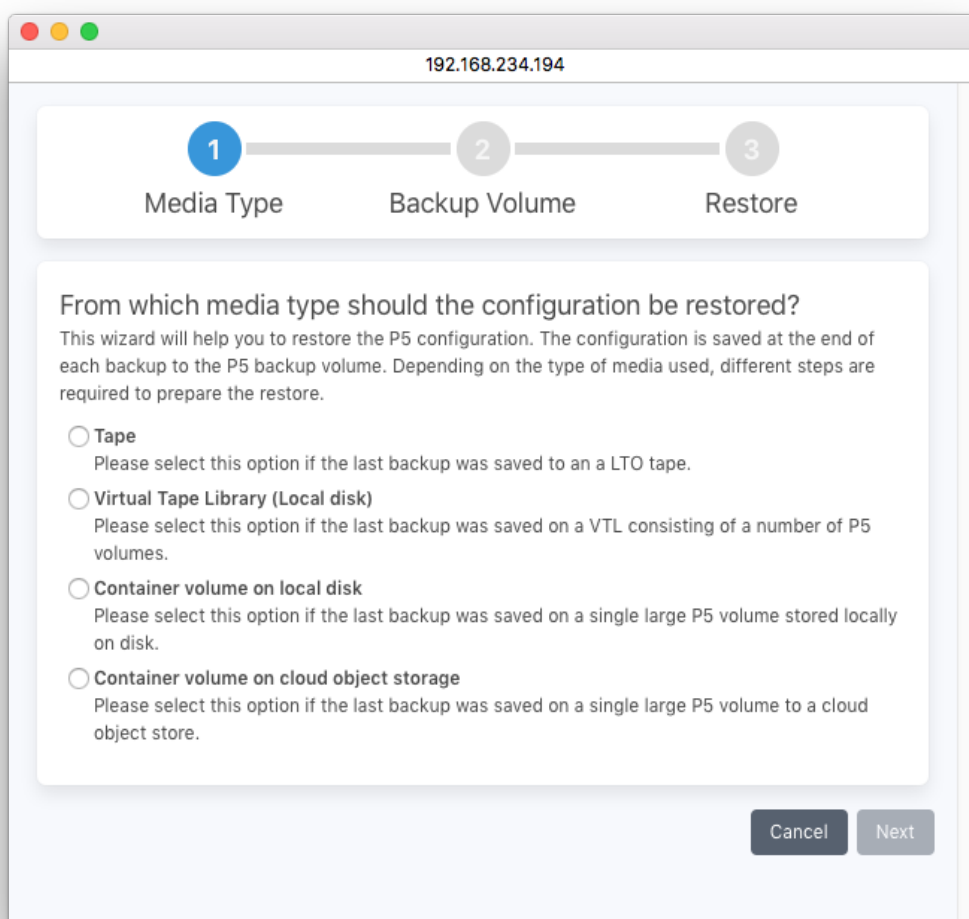 192.168.234.194
1
2
3
Media Type
Backup Volume
Restore
From which media type should the configuration be restored?
This wizard will help you to restore the P5 configuration. The configuration is saved at the end of
each backup to the P5 backup volume. Depending on the type of media used, different steps are
required to prepare the restore.
Tape
Please select this option if the last backup was saved to an a LTO tape.
Virtual Tape Library (Local disk)
Please select this option if the last backup was saved on a VTL consisting of a number of P5
volumes.
Container volume on local disk
Please select this option if the last backup was saved on a single large P5 volume stored locally
on disk.
Container volume on cloud object storage
Please select this option if the last backup was saved on a single large P5 volume to a cloud
object store.
Cancel
Next